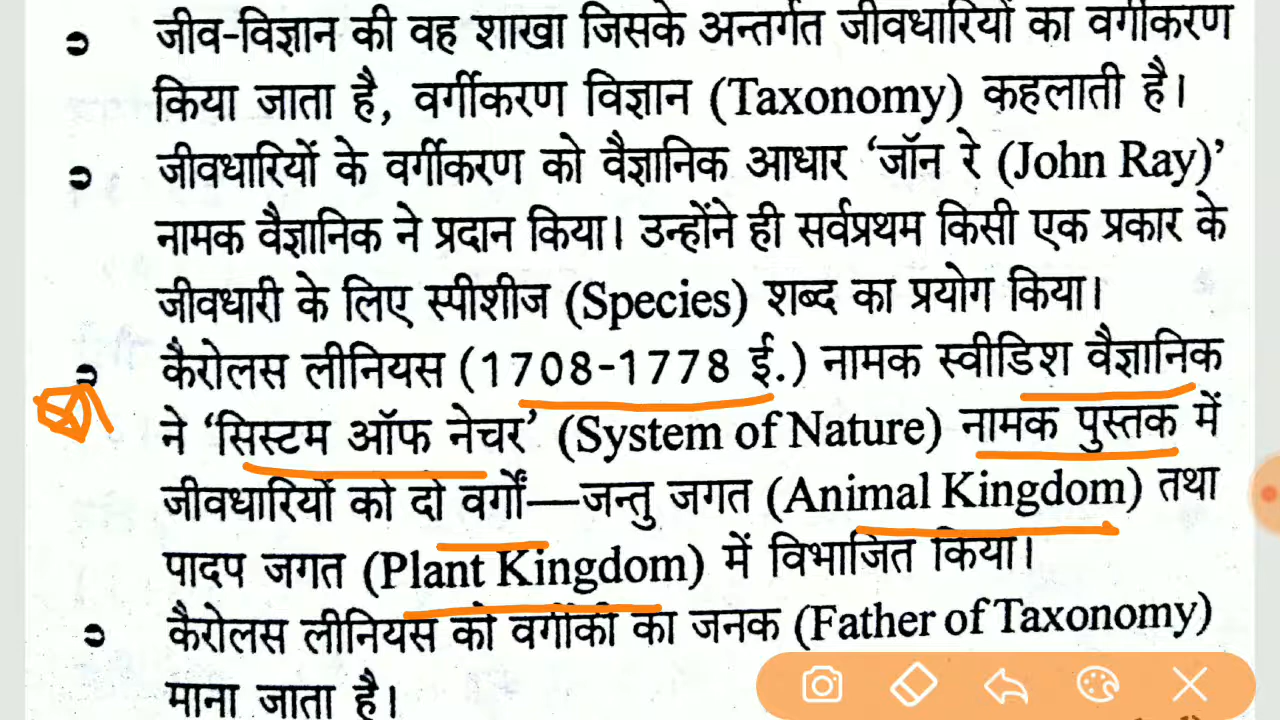 जीव-विज्ञान की वह शाखा जिसके अन्तर्गत जीवधारियों का वर्गीकरण
किया जाता है, वर्गीकरण विज्ञान (Taxonomy) कहलाती है।
जीवधारियों के वर्गीकरण को वैज्ञानिक आधार ‘जॉन रे (John Ray)’
नामक वैज्ञानिक ने प्रदान किया। उन्होंने ही सर्वप्रथम किसी एक प्रकार के
जीवधारी के लिए स्पीशीज (Species) शब्द का प्रयोग किया।
कैरोलस लीनियस (1708-1778 ई.) नामक स्वीडिश वैज्ञानिक
ने ‘सिस्टम ऑफ नेचर’ (System of Nature) नामक पुस्तक में
जीवधारियों को दो वर्गों—जन्तु जगत (Animal Kingdom) तथा
पादप जगत (Plant Kingdom) में विभाजित किया।
कैरोलस लीनियस को वर्गीकी का जनक (Father of Taxonomy)
माना जाता है।